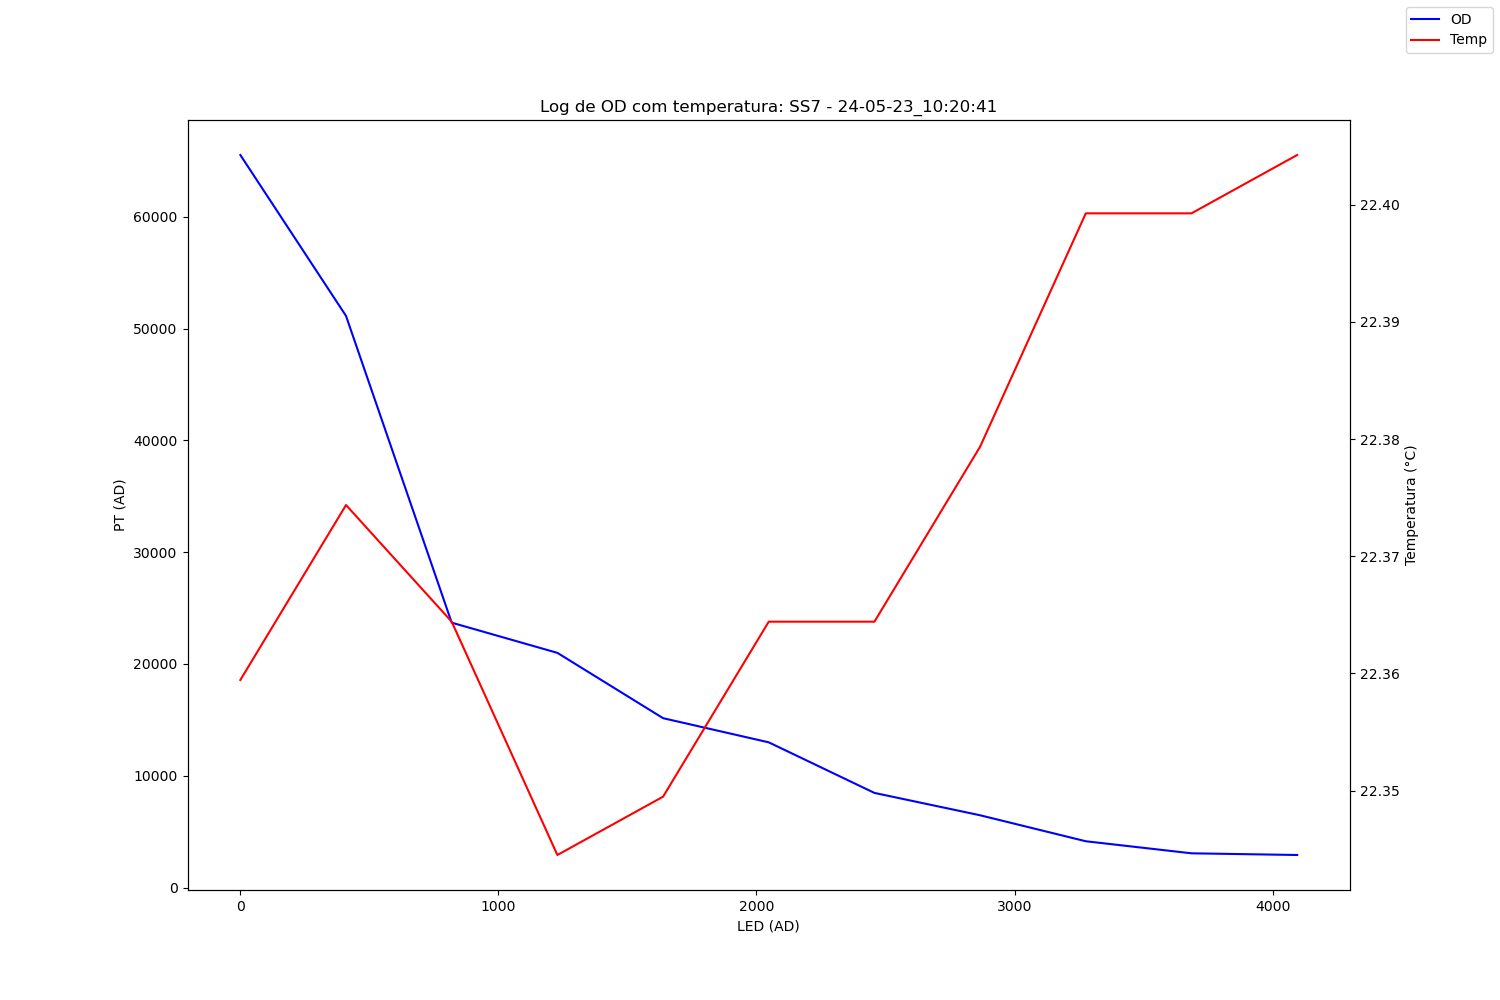 OD
Temp
Log de OD com temperatura: SS7 - 24-05-23_10:20:41
60000
50000
40000
30000
20000
10000
0
PT (AD)
22.40
22.39
22.38
22.37
22.36
22.35
Temperatura (°C)
0 1000 2000 3000 4000
LED (AD)